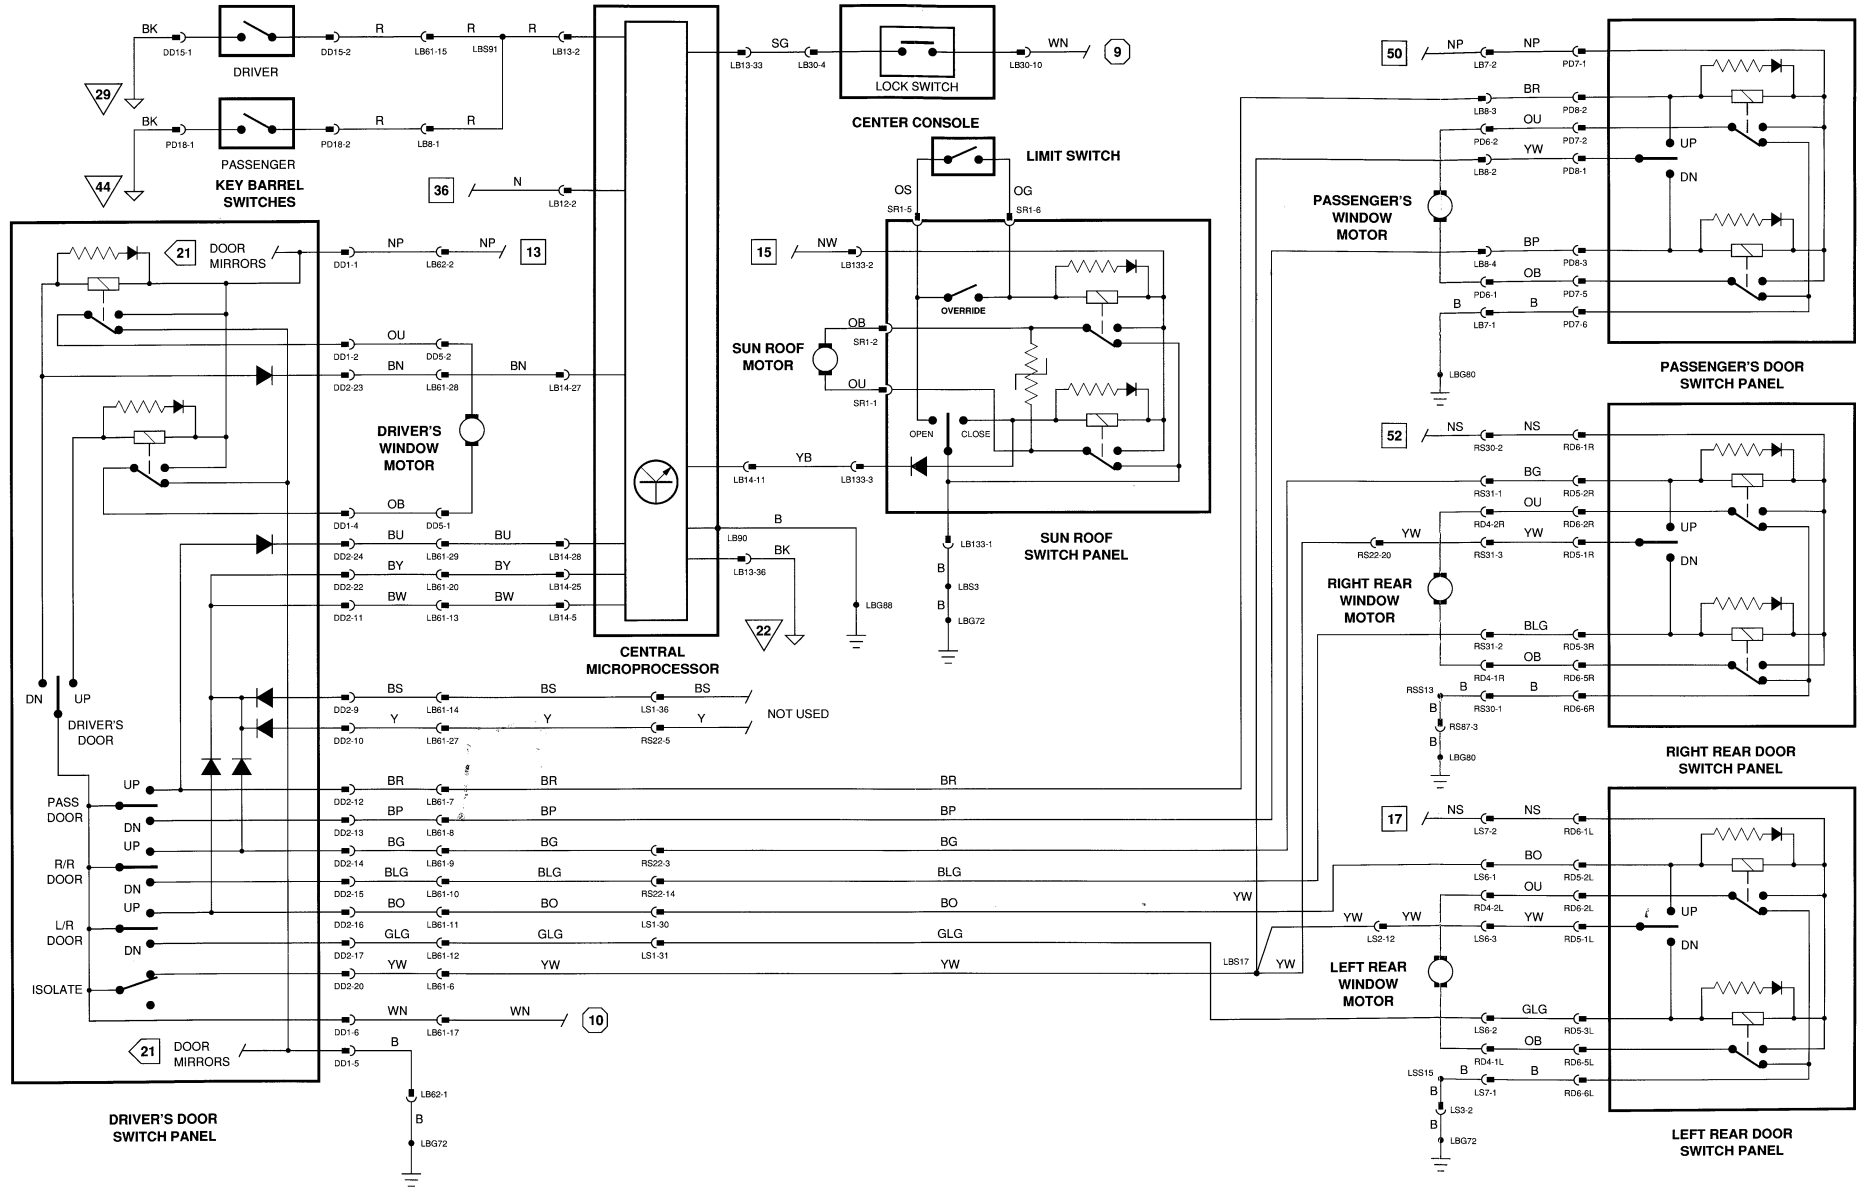 BK
DD15-1
DRIVER
DD15-2
R
LB61-15
R
LBS91
R
LB13-2
29
BK
PD18-1
PASSENGER
PD18-2
R
LB8-1
R
44
KEY BARREL
SWITCHES
36
N
LB12-2
LB13-33
SG
LB30-4
LOCK SWITCH
LB30-10
WN
9
CENTER CONSOLE
LIMIT SWITCH
OS
OG
SR1-5
SR1-6
21
DOOR
MIRRORS
DD1-1
NP
LB62-2
NP
13
15
NW
LB133-2
OVERRIDE
OU
DD1-2
DD5-2
BN
DD2-23
LB61-28
BN
LB14-27
DRIVER'S
WINDOW
MOTOR
SUN ROOF
MOTOR
OB
SR1-2
OU
SR1-1
OPEN
CLOSE
LB14-11
YB
LB133-3
OB
DD1-4
DD5-1
BU
DD2-24
LB61-29
BU
LB14-28
BY
DD2-22
LB61-20
BY
LB14-25
BW
DD2-11
LB61-13
BW
LB14-5
B
LB90
BK
LB13-36
LBG88
22
LB133-1
B
LBS3
B
LBG72
SUN ROOF
SWITCH PANEL
CENTRAL
MICROPROCESSOR
DN
UP
DRIVER'S
DOOR
BS
DD2-9
LB61-14
BS
LS1-36
BS
Y
DD2-10
LB61-27
Y
RS22-5
Y
NOT USED
PASS
DOOR
UP
DN
R/R
DOOR
UP
DN
L/R
DOOR
UP
DN
ISOLATE
DD2-12
BR
LB61-7
BR
BR
DD2-13
BP
LB61-8
BP
BP
DD2-14
BG
LB61-9
BG
RS22-3
BG
DD2-15
BLG
LB61-10
BLG
RS22-14
BLG
DD2-16
BO
LB61-11
BO
LS1-30
BO
DD2-17
GLG
LB61-12
GLG
LS1-31
GLG
DD2-20
YW
LB61-6
YW
YW
YW
LBS17
YW
DD1-6
WN
LB61-17
WN
10
21
DOOR
MIRRORS
DD1-5
B
LB62-1
B
LBG72
DRIVER'S DOOR
SWITCH PANEL
50
NP
LB7-2
NP
PD7-1
BR
LB8-3
PD8-2
OU
PD6-2
PD7-2
YW
LB8-2
PD8-1
UP
DN
PASSENGER'S
WINDOW
MOTOR
BP
LB8-4
PD8-3
OB
PD6-1
PD7-5
B
LB7-1
B
PD7-6
LBG80
PASSENGER'S DOOR
SWITCH PANEL
52
NS
RS30-2
NS
RD6-1R
BG
RS31-1
RD5-2R
OU
RD4-2R
RD6-2R
RS22-20
YW
RS31-3
YW
RD5-1R
UP
DN
RIGHT REAR
WINDOW
MOTOR
BLG
RS31-2
RD5-3R
OB
RD4-1R
RD6-5R
RSS13
B
RS30-1
B
RD6-6R
B
RS87-3
B
LBG80
RIGHT REAR DOOR
SWITCH PANEL
17
NS
LS7-2
NS
RD6-1L
BO
LS6-1
RD5-2L
OU
RD4-2L
RD6-2L
YW
LS2-12
YW
LS6-3
YW
RD5-1L
UP
DN
LEFT REAR
WINDOW
MOTOR
GLG
LS6-2
RD5-3L
OB
RD4-1L
RD6-5L
LSS15
B
LS7-1
B
RD6-6L
B
LS3-2
B
LBG72
LEFT REAR DOOR
SWITCH PANEL